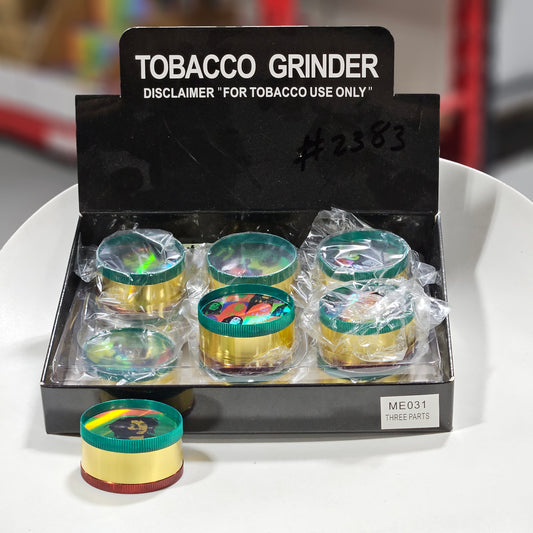 TOBACCO GRINDER
DISCLAIMER "FOR TOBACCO USE ONLY"
#2383
ME031
THREE PARTS